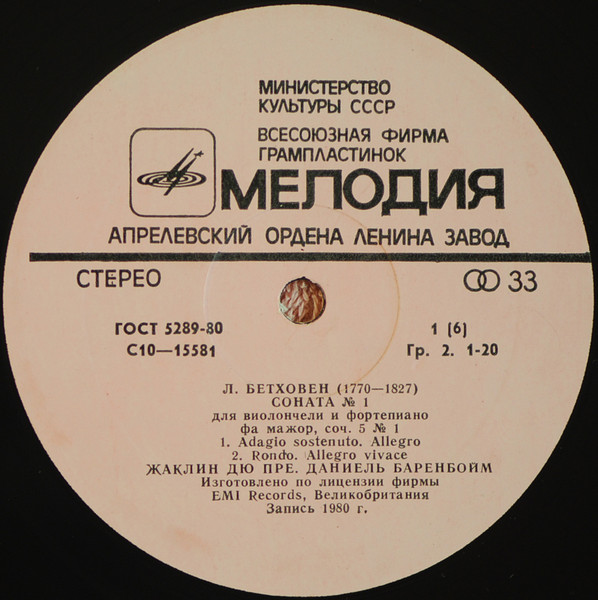 МИНИСТЕРСТВО
КУЛЬТУРЫ СССР
ВСЕСОЮЗНАЯ ФИРМА
ГРАМПЛАСТИНОК
МЕЛОДИЯ
АПРЕЛЕВСКИЙ ОРДЕНА ЛЕНИНА ЗАВОД
СТЕРЕО
33
ГОСТ 5289-80
1 (6)
С10—15581
Гр. 2. 1-20
Л. БЕТХОВЕН (1770—1827)
СОНАТА № 1
для виолончели и фортепиано
фа мажор, соч. 5 № 1
1. Adagio sostenuto. Allegro
2. Rondo. Allegro vivace
ЖАКЛИН ДЮ ПРЕ. ДАНИЕЛЬ БАРЕНБОЙМ
Изготовлено по лицензии фирмы
EMI Records, Великобритания
Запись 1980 г.